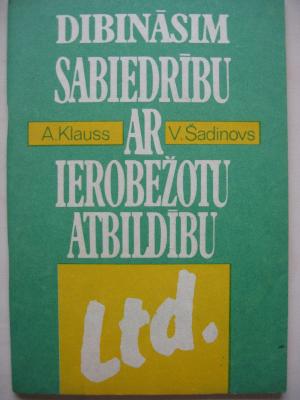 DIBINĀSIM
SABIEDRĪBU
A.Klauss AR V.Šadinovs
IEROBEŽOTU
ATBILDĪBU
Ltd.